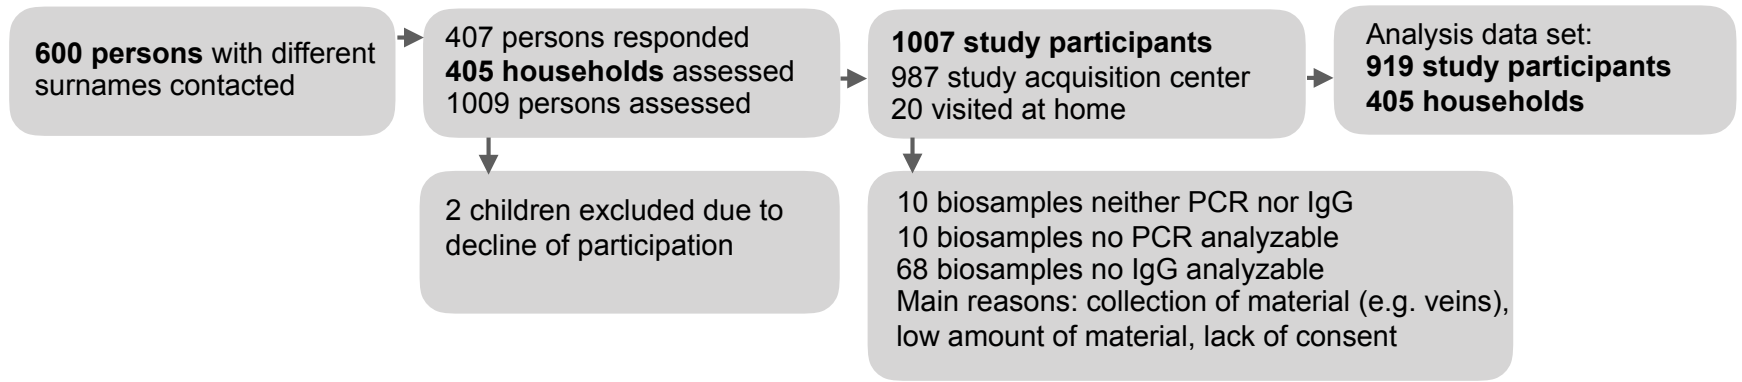 600 persons with different
surnames contacted
407 persons responded
405 households assessed
1009 persons assessed
2 children excluded due to
decline of participation
1007 study participants
987 study acquisition center
20 visited at home
10 biosamples neither PCR nor IgG
10 biosamples no PCR analyzable
68 biosamples no IgG analyzable
Main reasons: collection of material (e.g. veins),
low amount of material, lack of consent
Analysis data set:
919 study participants
405 households